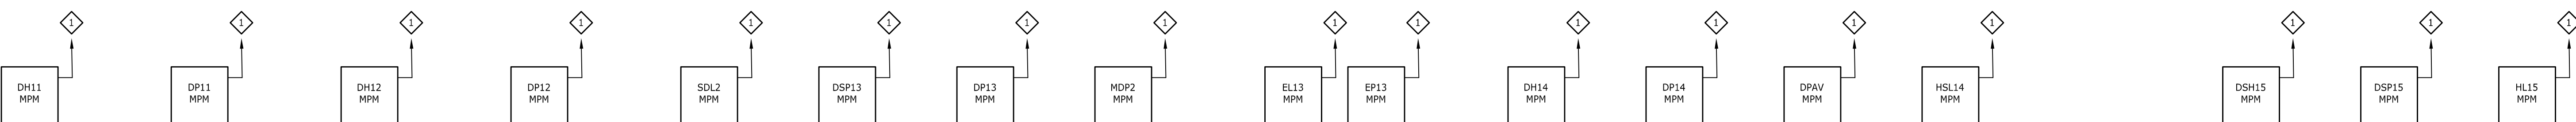 1 1 1 1 1 1 1 1 1 1 1 1 1 1 1 1 1
DH11 DP11 DH12 DP12 SDL2 DSP13 DP13 MDP2 EL13 EP13 DH14 DP14 DPAV HSL14 DSH15 DSP15 HL15
MPM MPM MPM MPM MPM MPM MPM MPM MPM MPM MPM MPM MPM MPM MPM MPM MPM